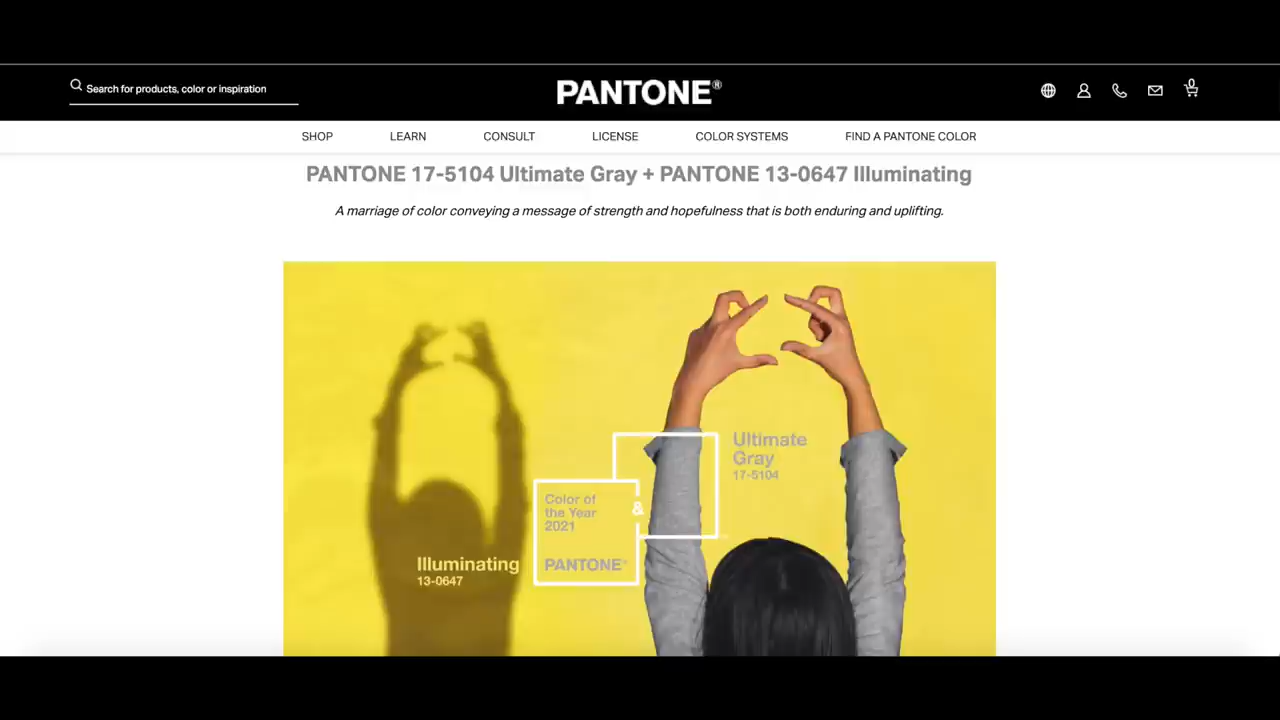 Search for products, color or inspiration
PANTONE®
0
SHOP
LEARN
CONSULT
LICENSE
COLOR SYSTEMS
FIND A PANTONE COLOR
PANTONE 17-5104 Ultimate Gray + PANTONE 13-0647 Illuminating
A marriage of color conveying a message of strength and hopefulness that is both enduring and uplifting.
Ultimate
Gray
17-5104
Color of
the Year
2021
&
PANTONE®
Illuminating
13-0647